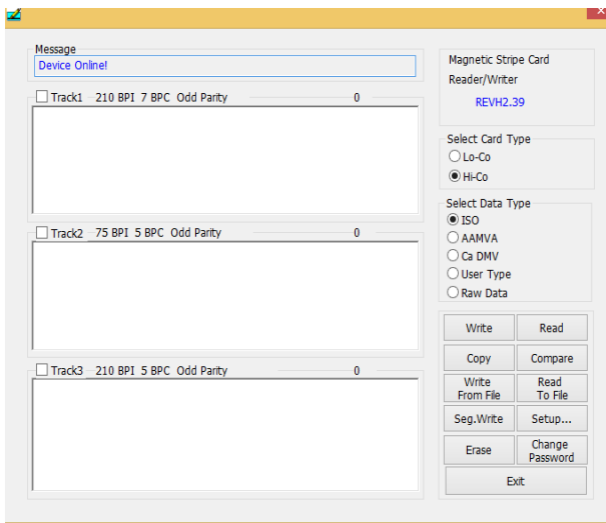 Message
Device Online!
Track1 210 BPI 7 BPC Odd Parity 0
Track2 75 BPI 5 BPC Odd Parity 0
Track3 210 BPI 5 BPC Odd Parity 0
Magnetic Stripe Card
Reader/Writer
REVH2.39
Select Card Type
Lo-Co
Hi-Co
Select Data Type
ISO
AAMVA
Ca DMV
User Type
Raw Data
Write Read
Copy Compare
Write From File
Read To File
Seg.Write Setup...
Erase
Change Password
Exit